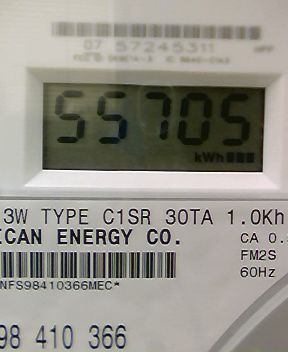 07 57245311
55705
kWh
3W TYPE C1SR 30TA 1.0Kh
ICAN ENERGY CO.
CA 0.
FM2S
60Hz
NFS98410366MEC*
98 410 366